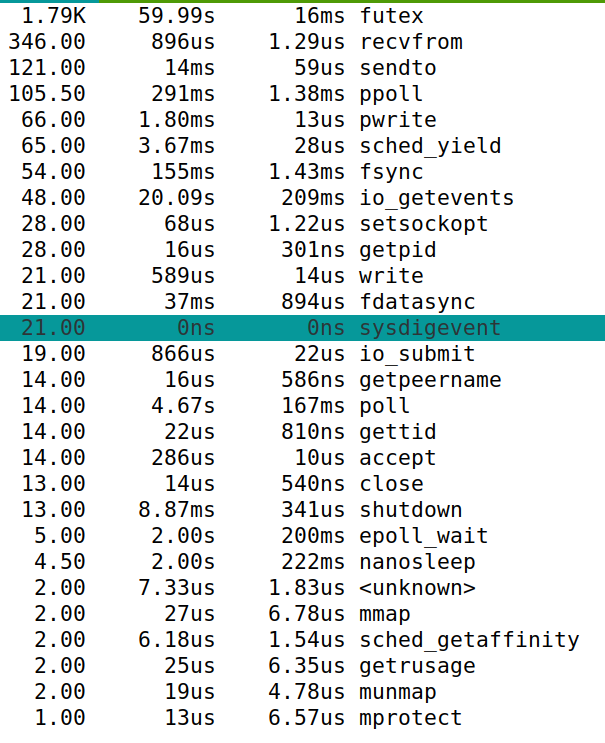 1.79K 59.99s 16ms futex
346.00 896us 1.29us recvfrom
121.00 14ms 59us sendto
105.50 291ms 1.38ms ppoll
66.00 1.80ms 13us pwrite
65.00 3.67ms 28us sched_yield
54.00 155ms 1.43ms fsync
48.00 20.09s 209ms io_getevents
28.00 68us 1.22us setsockopt
28.00 16us 301ns getpid
21.00 589us 14us write
21.00 37ms 894us fdatasync
21.00 0ns 0ns sysdigevent
19.00 866us 22us io_submit
14.00 16us 586ns getpeername
14.00 4.67s 167ms poll
14.00 22us 810ns gettid
14.00 286us 10us accept
13.00 14us 540ns close
13.00 8.87ms 341us shutdown
5.00 2.00s 200ms epoll_wait
4.50 2.00s 222ms nanosleep
2.00 7.33us 1.83us <unknown>
2.00 27us 6.78us mmap
2.00 6.18us 1.54us sched_getaffinity
2.00 25us 6.35us getrusage
2.00 19us 4.78us munmap
1.00 13us 6.57us mprotect